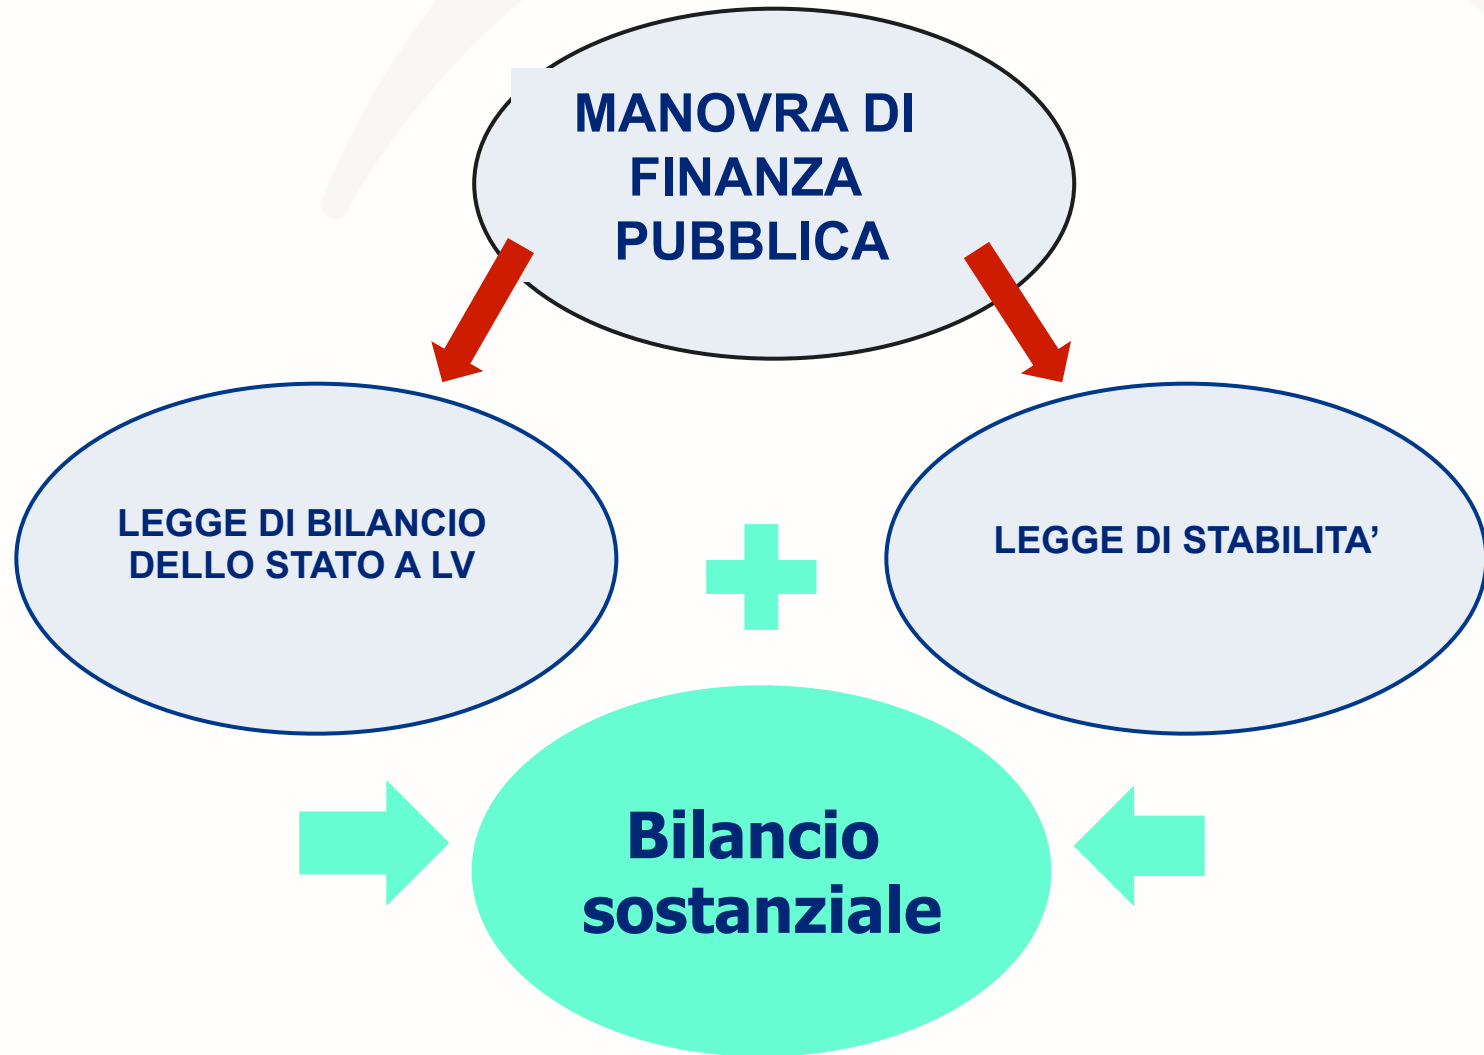 MANOVRA DI
FINANZA
PUBBLICA
LEGGE DI BILANCIO
DELLO STATO A LV
LEGGE DI STABILITA’
Bilancio
sostanziale